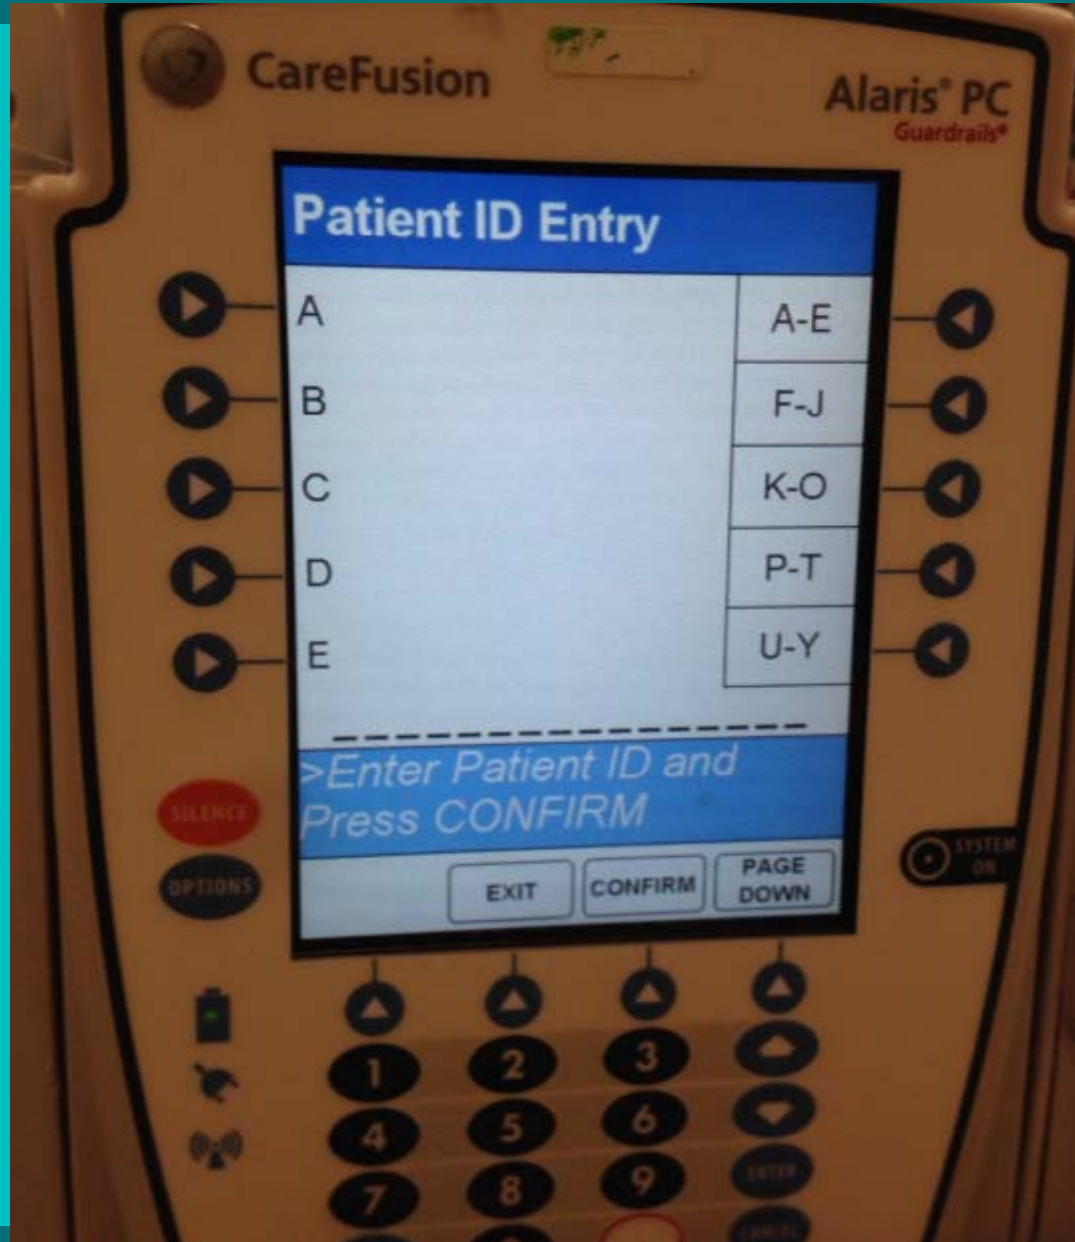 CareFusion
Alaris® PC
Guardrails®
Patient ID Entry
A
A-E
B
F-J
C
K-O
D
P-T
E
U-Y
>Enter Patient ID and
Press CONFIRM
SILENCE
OPTIONS
SYSTEM
ON
EXIT
CONFIRM
PAGE
DOWN
1
2
3
4
5
6
7
8
9
ENTER
CANCEL